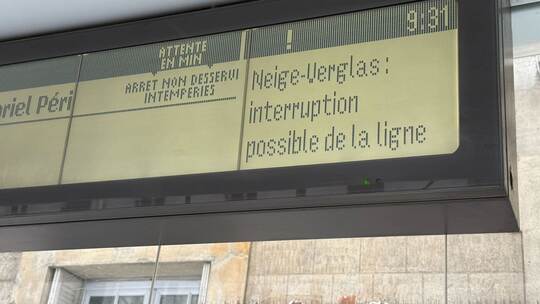 ATTENTE
EN MIN
! 9:31
riel Péri
ARRET NON DESSERVI
INTEMPERIES
Neige-Verglas :
interruption
possible de la ligne